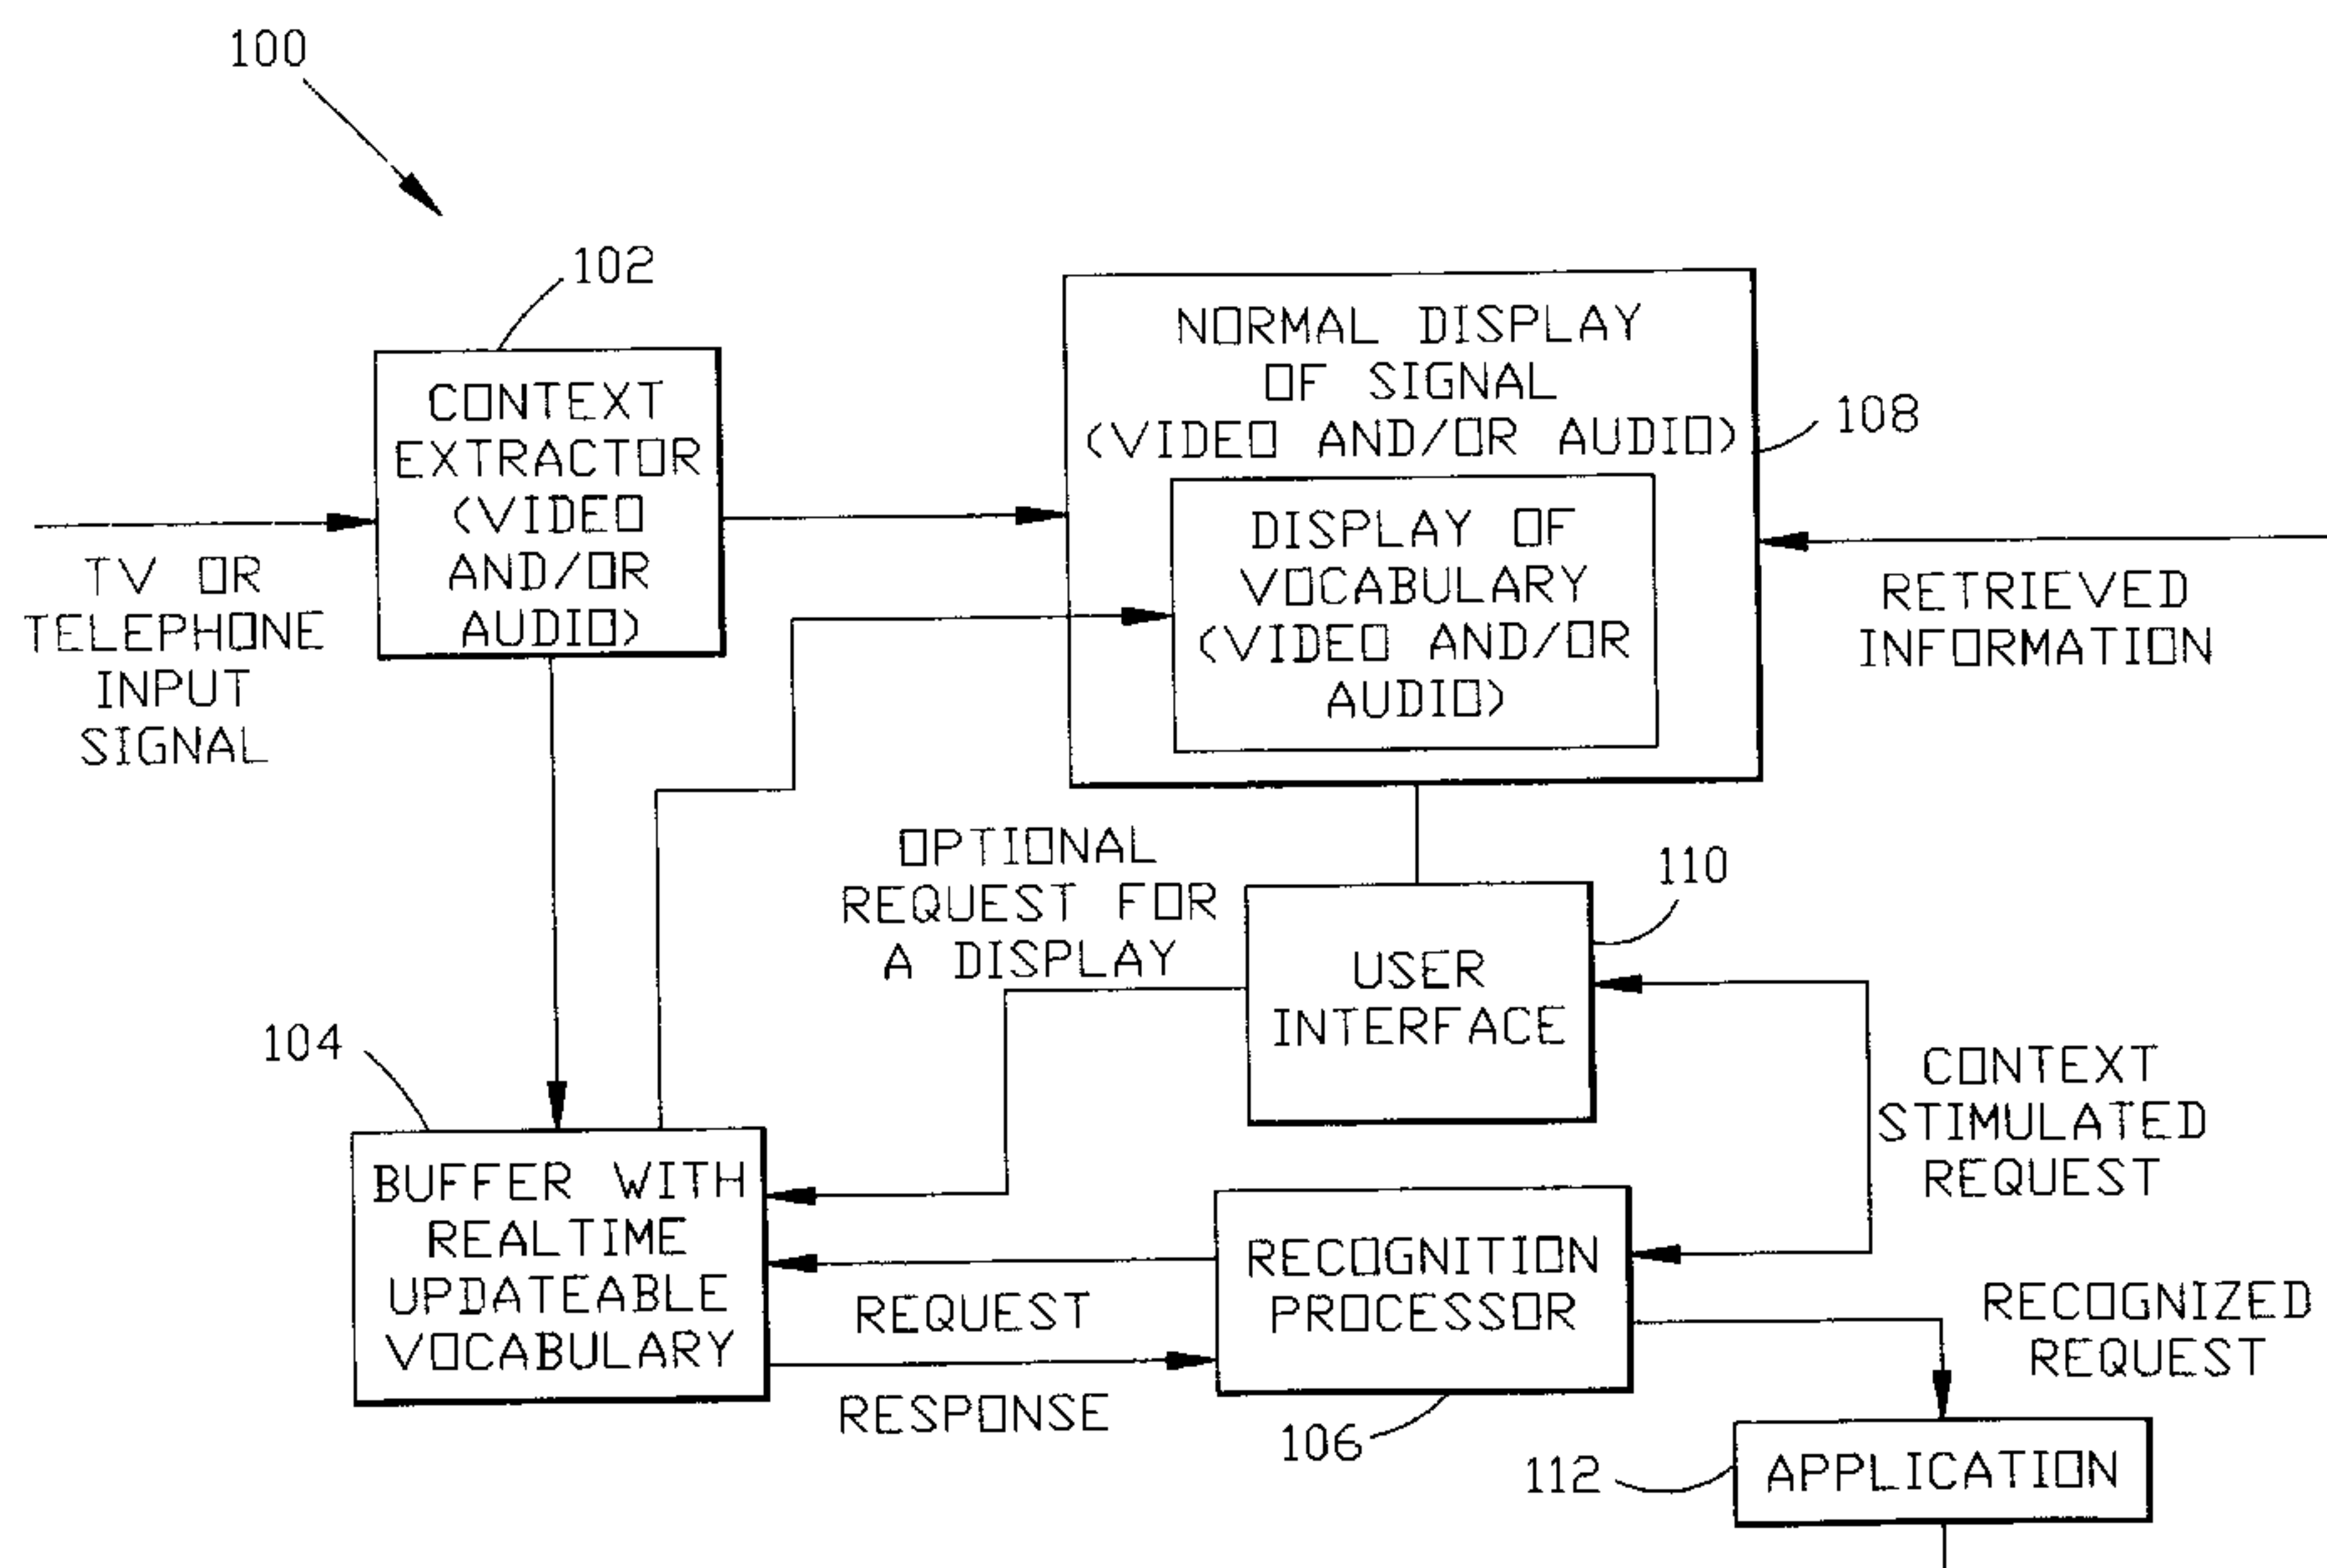 100
102
CONTEXT
EXTRACTOR
(VIDEO
AND/OR
AUDIO)
TV OR
TELEPHONE
INPUT
SIGNAL
NORMAL DISPLAY
OF SIGNAL
(VIDEO AND/OR AUDIO)
108
DISPLAY OF
VOCABULARY
(VIDEO AND/OR
AUDIO)
RETRIEVED
INFORMATION
OPTIONAL
REQUEST FOR
A DISPLAY
110
USER
INTERFACE
CONTEXT
STIMULATED
REQUEST
104
BUFFER WITH
REALTIME
UPDATEABLE
VOCABULARY
REQUEST
RESPONSE
RECOGNITION
PROCESSOR
106
RECOGNIZED
REQUEST
112
APPLICATION